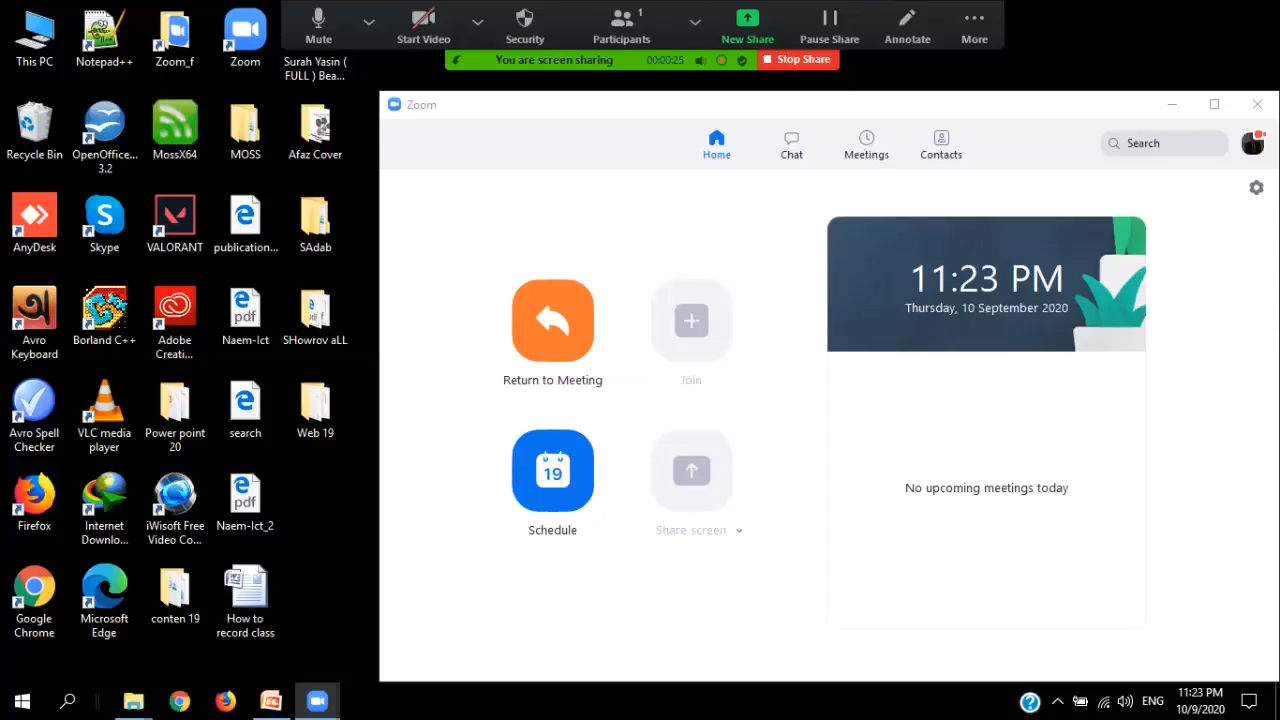 Mute
Start Video
Security
Participants
1
New Share
Pause Share
Annotate
More
You are screen sharing
00:00:25
Stop Share
This PC
Notepad++
Zoom_f
Zoom
Surah Yasin (
FULL ) Bea...
Recycle Bin
OpenOffice...
3.2
MossX64
MOSS
Afaz Cover
AnyDesk
Skype
VALORANT
publication...
SAdab
Avro
Keyboard
Borland C++
Adobe
Creati...
pdf
Naem-Ict
SHowrov aLL
Avro Spell
Checker
VLC media
player
Power point
20
search
Web 19
Firefox
Internet
Downlo...
iWisoft Free
Video Co...
pdf
Naem-Ict_2
Google
Chrome
Microsoft
Edge
conten 19
How to
record class
Zoom
Home
Chat
Meetings
Contacts
Search
Return to Meeting
Join
19
Schedule
Share screen
11:23 PM
Thursday, 10 September 2020
No upcoming meetings today
ENG
11:23 PM
10/9/2020